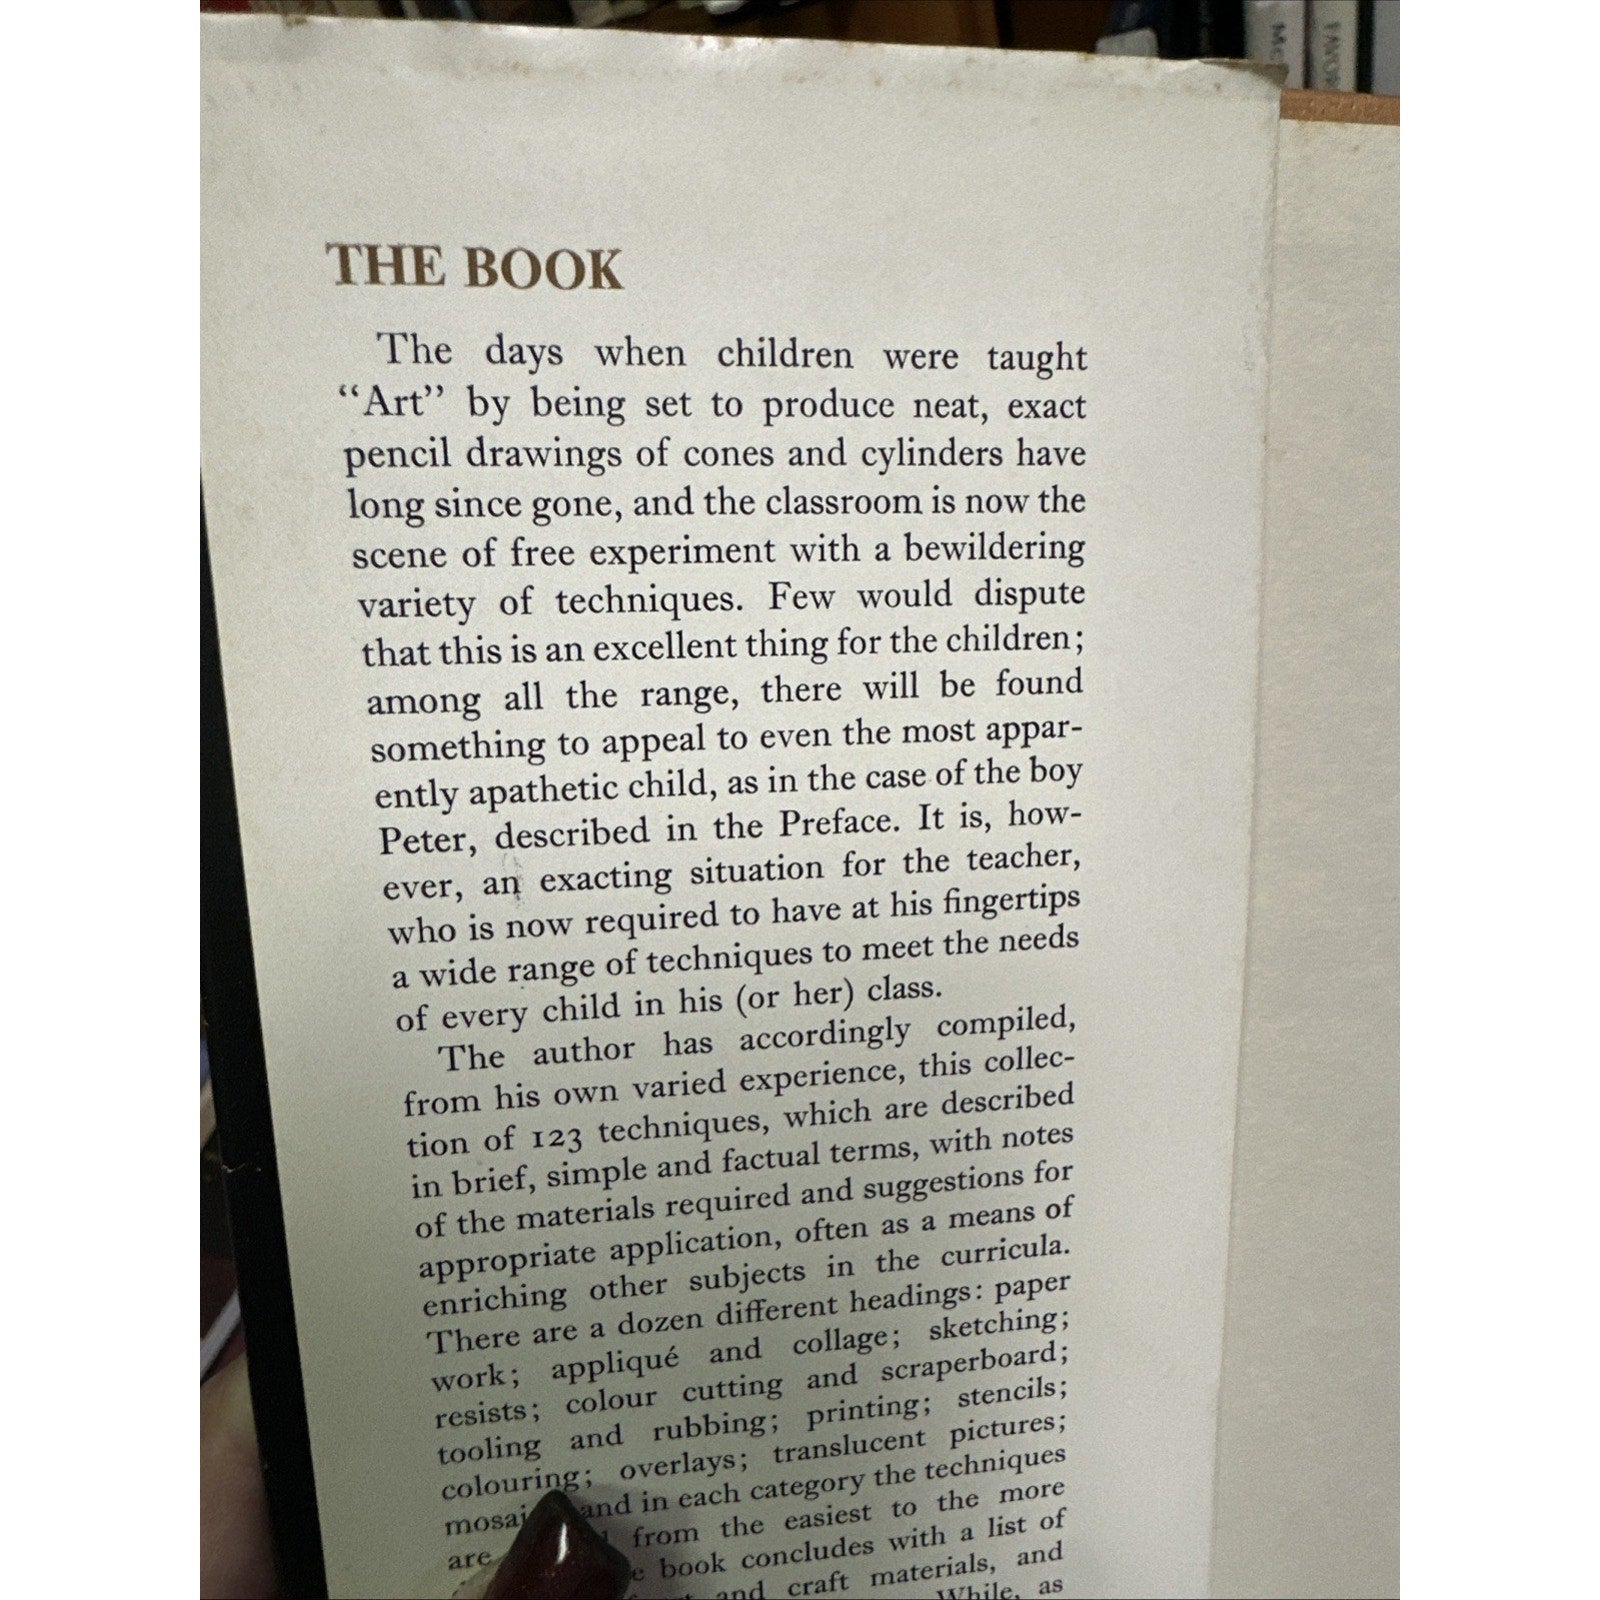 THE BOOK
The days when children were taught
“Art” by being set to produce neat, exact
pencil drawings of cones and cylinders have
long since gone, and the classroom is now the
scene of free experiment with a bewildering
variety of techniques. Few would dispute
that this is an excellent thing for the children;
among all the range, there will be found
something to appeal to even the most appar-
ently apathetic child, as in the case of the boy
Peter, described in the Preface. It is, how-
ever, an exacting situation for the teacher,
who is now required to have at his fingertips
a wide range of techniques to meet the needs
of every child in his (or her) class.
The author has accordingly compiled,
from his own varied experience, this collec-
tion of 123 techniques, which are described
in brief, simple and factual terms, with notes
of the materials required and suggestions for
appropriate application, often as a means of
enriching other subjects in the curricula.
There are a dozen different headings: paper
work; appliqué and collage; sketching;
resists; colour cutting and scraperboard;
tooling and rubbing; printing; stencils;
colouring; overlays; translucent pictures;
and in each category the techniques
are from the easiest to the more
book concludes with a list of
and craft materials, and
While, as